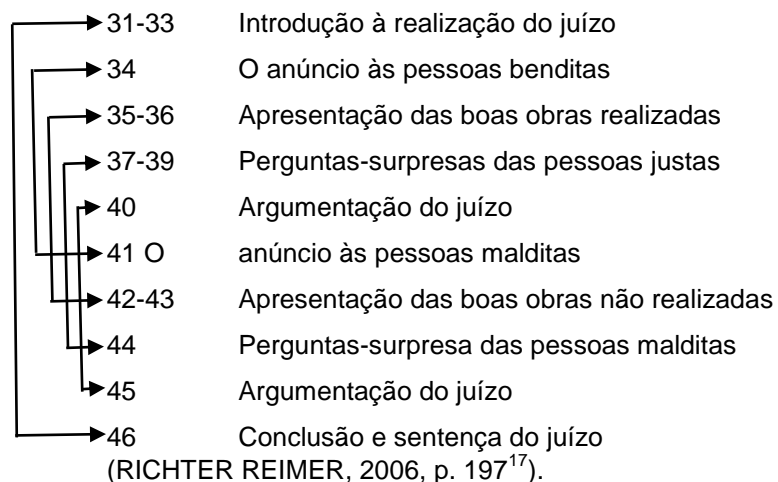 31-33 Introdução à realização do juízo
34 O anúncio às pessoas benditas
35-36 Apresentação das boas obras realizadas
37-39 Perguntas-surpresas das pessoas justas
40 Argumentação do juízo
41 O anúncio às pessoas malditas
42-43 Apresentação das boas obras não realizadas
44 Perguntas-surpresa das pessoas malditas
45 Argumentação do juízo
46 Conclusão e sentença do juízo
(RICHTER REIMER, 2006, p. 197¹⁷).